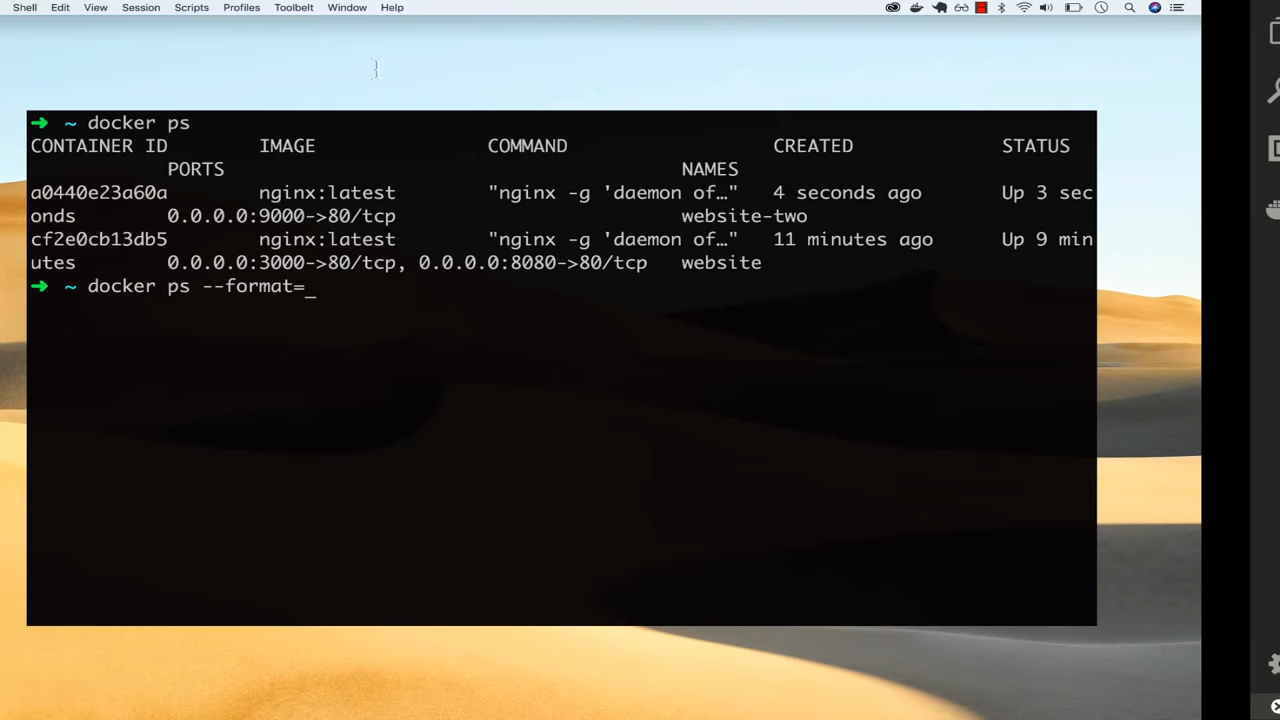 Shell Edit View Session Scripts Profiles Toolbelt Window Help
➜ ~ docker ps
CONTAINER ID IMAGE COMMAND CREATED STATUS
PORTS NAMES
a0440e23a60a nginx:latest "nginx -g 'daemon of…" 4 seconds ago Up 3 sec
onds 0.0.0.0:9000->80/tcp website-two
cf2e0cb13db5 nginx:latest "nginx -g 'daemon of…" 11 minutes ago Up 9 min
utes 0.0.0.0:3000->80/tcp, 0.0.0.0:8080->80/tcp website
➜ ~ docker ps --format=_